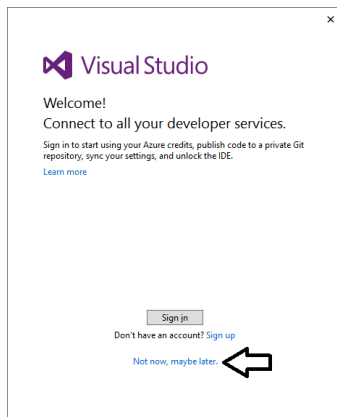 Visual Studio
Welcome!
Connect to all your developer services.
Sign in to start using your Azure credits, publish code to a private Git
repository, sync your settings, and unlock the IDE.
Learn more
Sign in
Don't have an account? Sign up
Not now, maybe later.